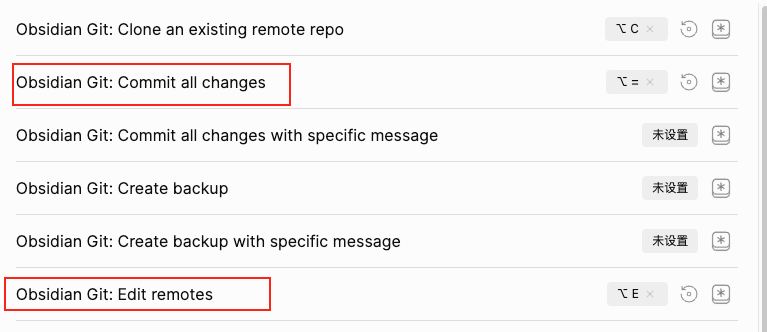 Obsidian Git: Clone an existing remote repo ⌥ C ×
Obsidian Git: Commit all changes ⌥ = ×
Obsidian Git: Commit all changes with specific message 未设置
Obsidian Git: Create backup 未设置
Obsidian Git: Create backup with specific message 未设置
Obsidian Git: Edit remotes ⌥ E ×